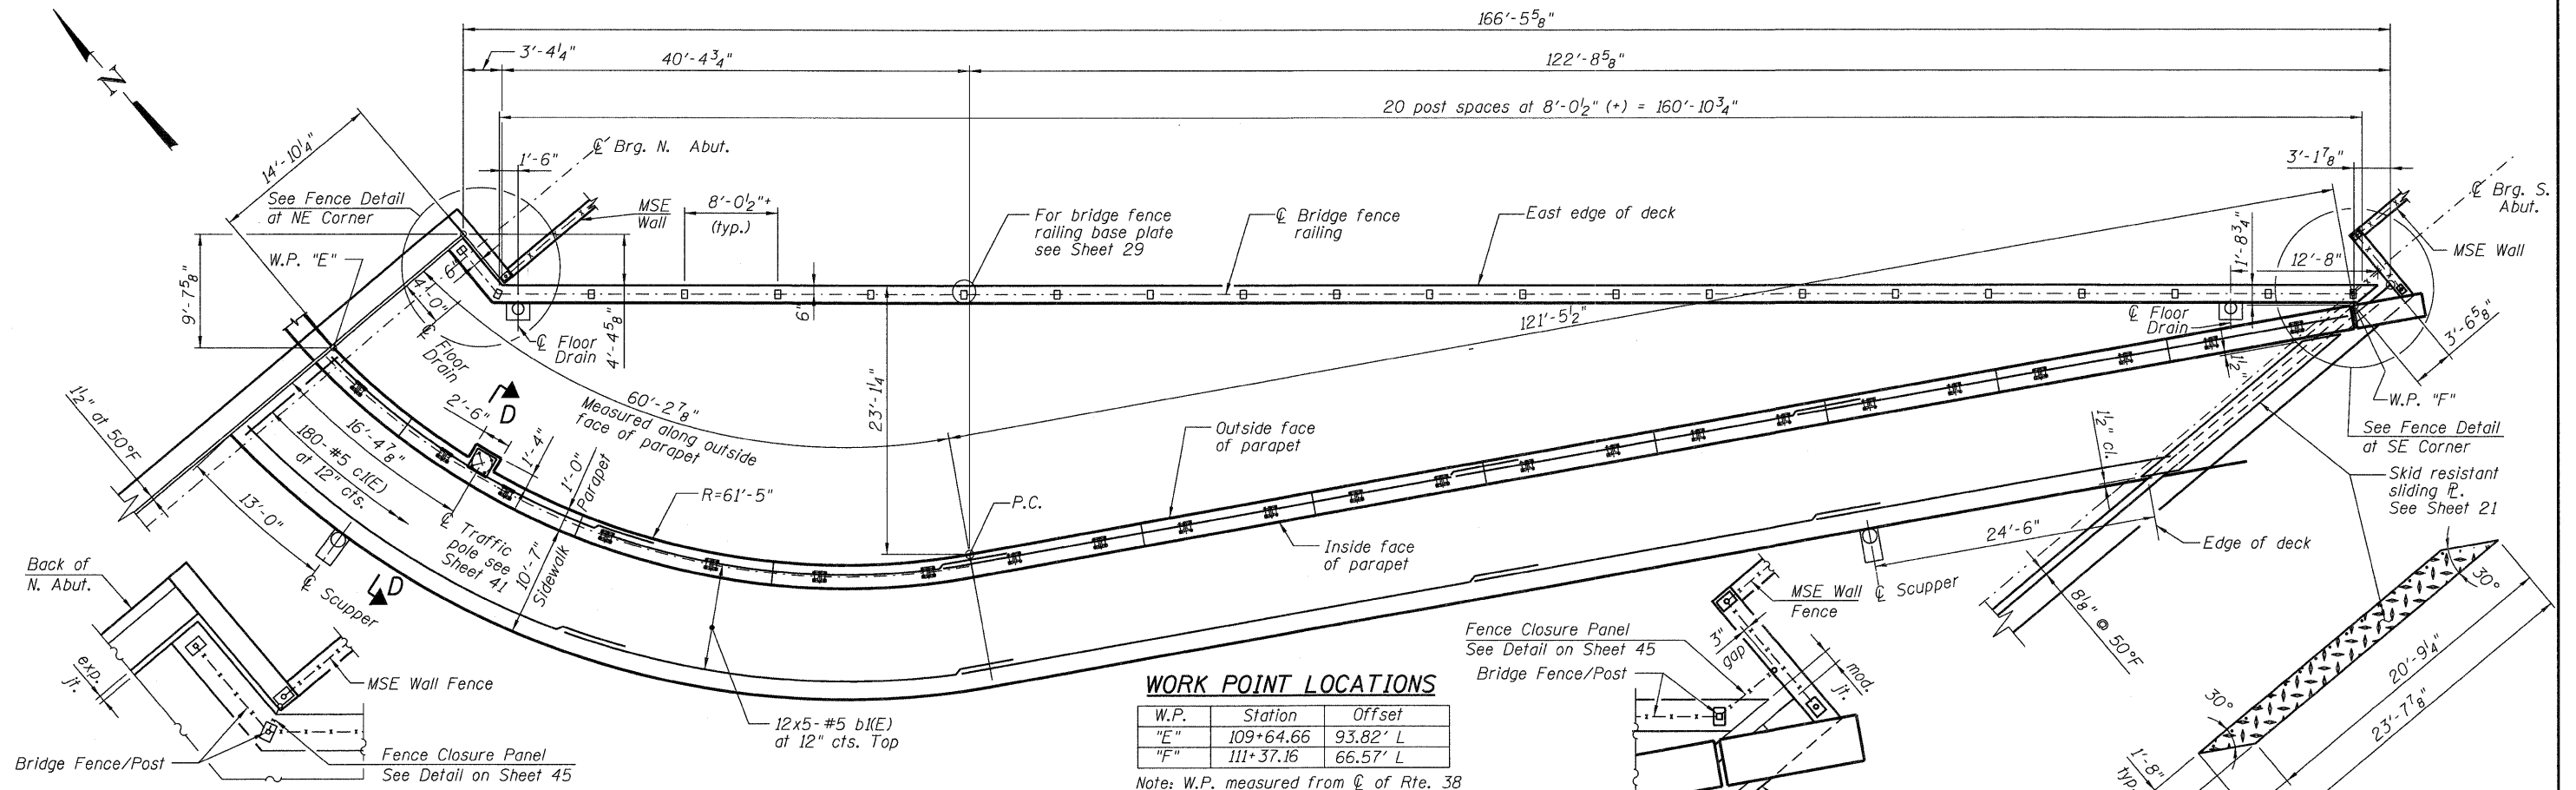 166'-5⅝"
3'-4¼"
40'-4¾"
122'-8⅝"
20 post spaces at 8'-0½" (+) = 160'-10¾"
N
14'-10¼"
℄ Brg. N. Abut.
1'-6"
3'-1⅞"
℄ Brg. S.
Abut.
See Fence Detail
at NE Corner
MSE
Wall
8'-0½"+
(typ.)
For bridge fence
railing base plate
see Sheet 29
℄ Bridge fence
railing
East edge of deck
1'-8¾"
12'-8"
MSE Wall
W.P. "E"
9'-7⅝"
6"
4'-0"
℄ Floor
Drain
℄ Floor
Drain
4'-4⅝"
6"
121'-5½"
℄ Floor
Drain
1½"
3'-6⅝"
W.P. "F"
See Fence Detail
at SE Corner
1½" at 50°F
D
2'-6"
60'-2⅞"
Measured along outside
face of parapet
23'-1¼"
16'-4⅞"
180-#5 c1(E)
at 12" cts.
1'-4"
1'-0"
Parapet
R=61'-5"
Outside face
of parapet
1½" cl.
Skid resistant
sliding ℙ.
See Sheet 21
13'-0"
℄ Traffic
pole see
Sheet 41
10'-7"
Sidewalk
P.C.
Inside face
of parapet
24'-6"
Edge of deck
Back of
N. Abut.
D
℄ Scupper
MSE Wall
Fence
℄ Scupper
8⅛" @ 50°F
30°
exp.
jt.
MSE Wall Fence
Fence Closure Panel
See Detail on Sheet 45
Bridge Fence/Post
3"
gap
mod.
jt.
20'-9¼"
23'-7⅞"
30°
1'-8"
typ.
12x5-#5 b1(E)
at 12" cts. Top
Bridge Fence/Post
Fence Closure Panel
See Detail on Sheet 45
WORK POINT LOCATIONS
W.P. Station Offset
"E" 109+64.66 93.82' L
"F" 111+37.16 66.57' L
Note: W.P. measured from ℄ of Rte. 38